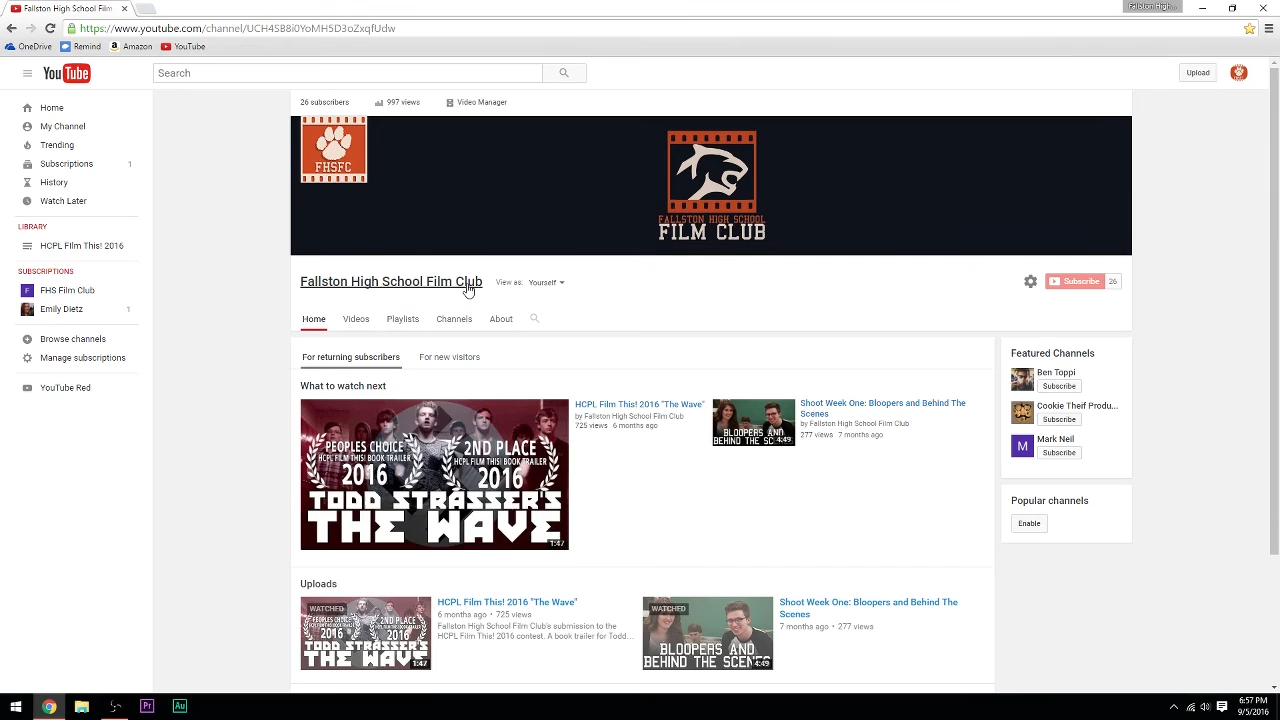 Fallston High School Film
Fallston High...
https://www.youtube.com/channel/UCH4SB8i0YoMH5D3oZxqfUdw
OneDrive
Remind
Amazon
YouTube
YouTube
Search
Upload
Home
My Channel
Trending
Subscriptions 1
History
Watch Later
LIBRARY
HCPL FIlm This! 2016
SUBSCRIPTIONS
F FHS Film Club
Emily Dietz 1
Browse channels
Manage subscriptions
YouTube Red
26 subscribers
997 views
Video Manager
FHSFC
FALLSTON HIGH SCHOOL
FILM CLUB
Fallston High School Film Club
View as: Yourself
Subscribe 26
Home
Videos
Playlists
Channels
About
For returning subscribers
For new visitors
What to watch next
PEOPLES CHOICE
HCPL FILM THIS! BOOK TRAILER
2016
2ND PLACE
HCPL FILM THIS! BOOK TRAILER
2016
TODD STRASSER'S
THE WAVE
1:47
HCPL Film This! 2016 "The Wave"
by Fallston High School Film Club
725 views 6 months ago
BLOOPERS AND
BEHIND THE SC
4:49
Shoot Week One: Bloopers and Behind The
Scenes
by Fallston High School Film Club
277 views 7 months ago
Uploads
WATCHED
PEOPLES CHOICE
2016
2ND PLACE
2016
TODD STRASSER'S
THE WAVE
1:47
HCPL Film This! 2016 "The Wave"
6 months ago • 725 views
Fallston High School Film Club's submission to the
HCPL Film This! 2016 contest. A book trailer for Todd...
WATCHED
BLOOPERS AND
BEHIND THE SCEN
4:49
Shoot Week One: Bloopers and Behind The
Scenes
7 months ago • 277 views
Featured Channels
Ben Toppi
Subscribe
Cookie Theif Produ...
Subscribe
M Mark Neil
Subscribe
Popular channels
Enable
Pr
Au
6:57 PM
9/5/2016